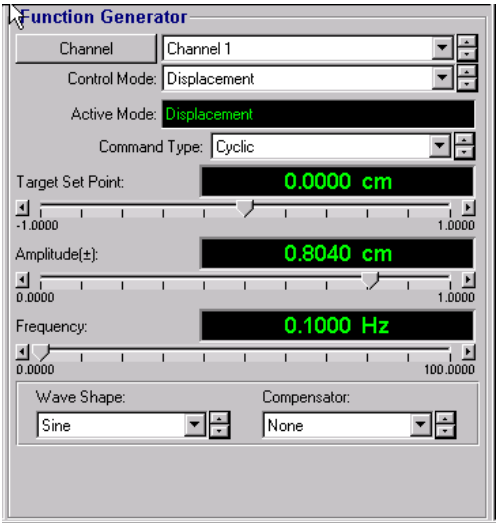 Function Generator
Channel Channel 1
Control Mode: Displacement
Active Mode: Displacement
Command Type: Cyclic
Target Set Point: 0.0000 cm
-1.0000 1.0000
Amplitude(±): 0.8040 cm
0.0000 1.0000
Frequency: 0.1000 Hz
0.0000 100.0000
Wave Shape: Compensator:
Sine None